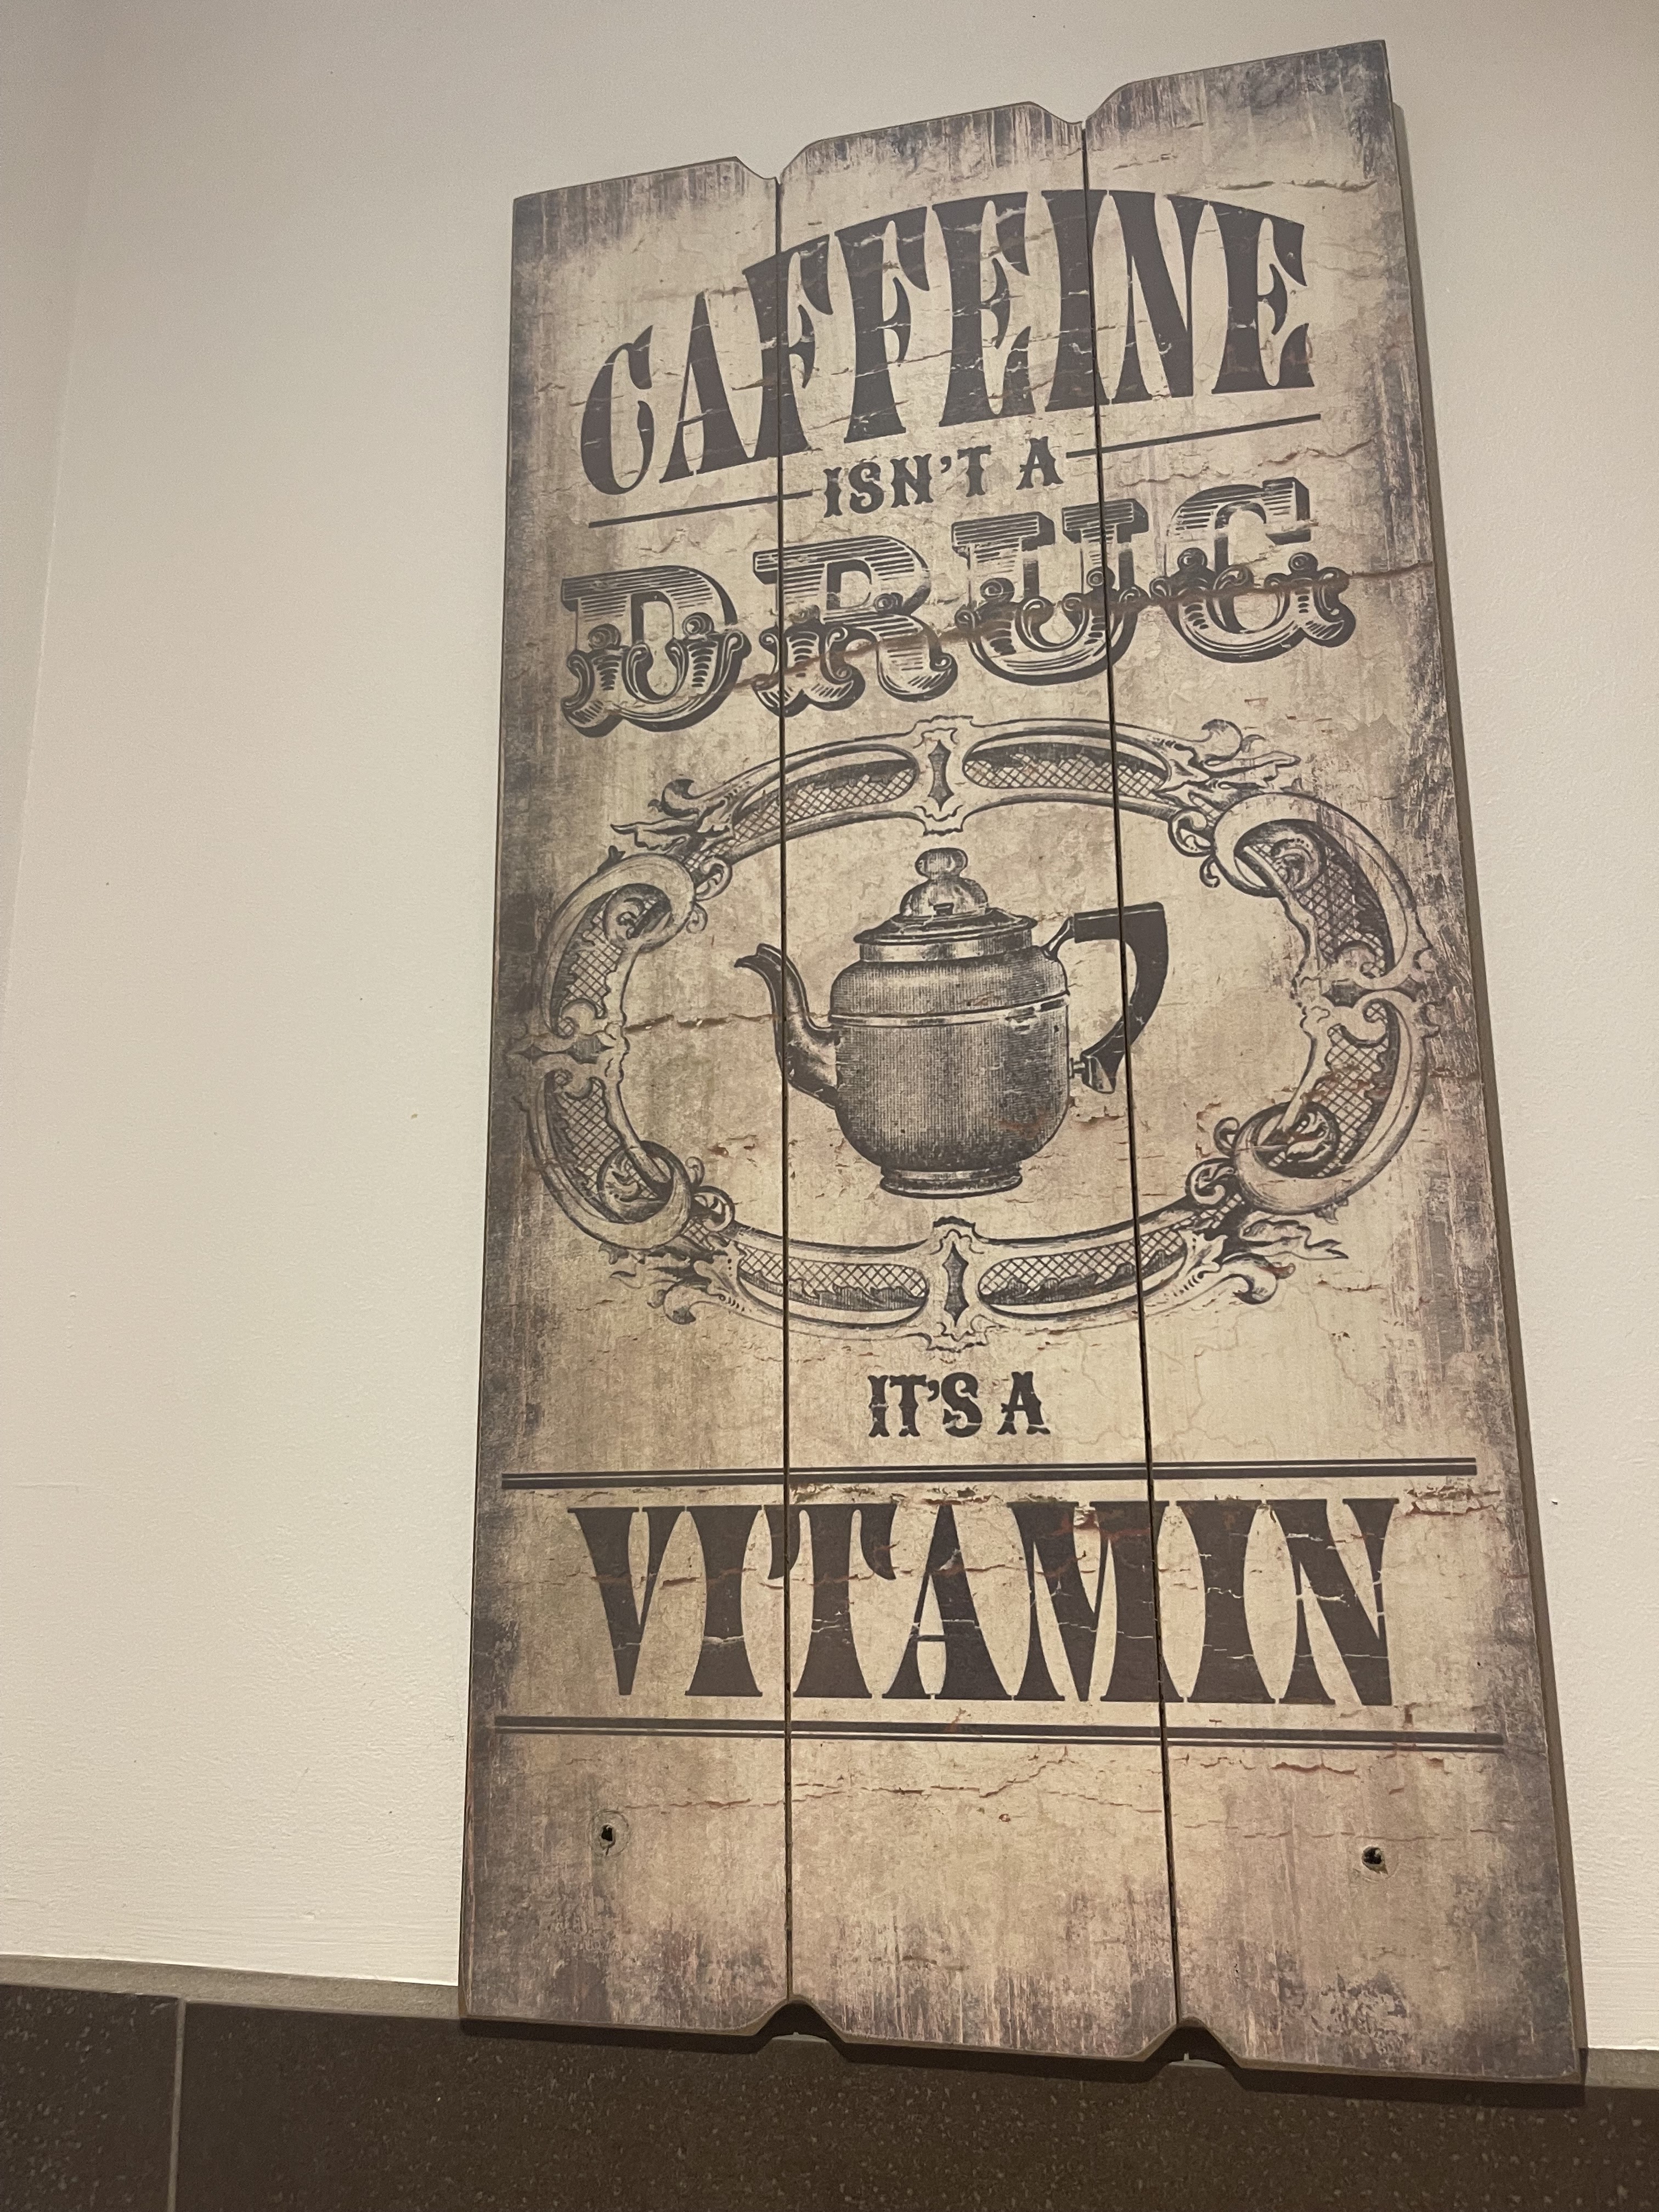 CAFFEINE
ISN'T A
DRUG
IT'S A
VITAMIN